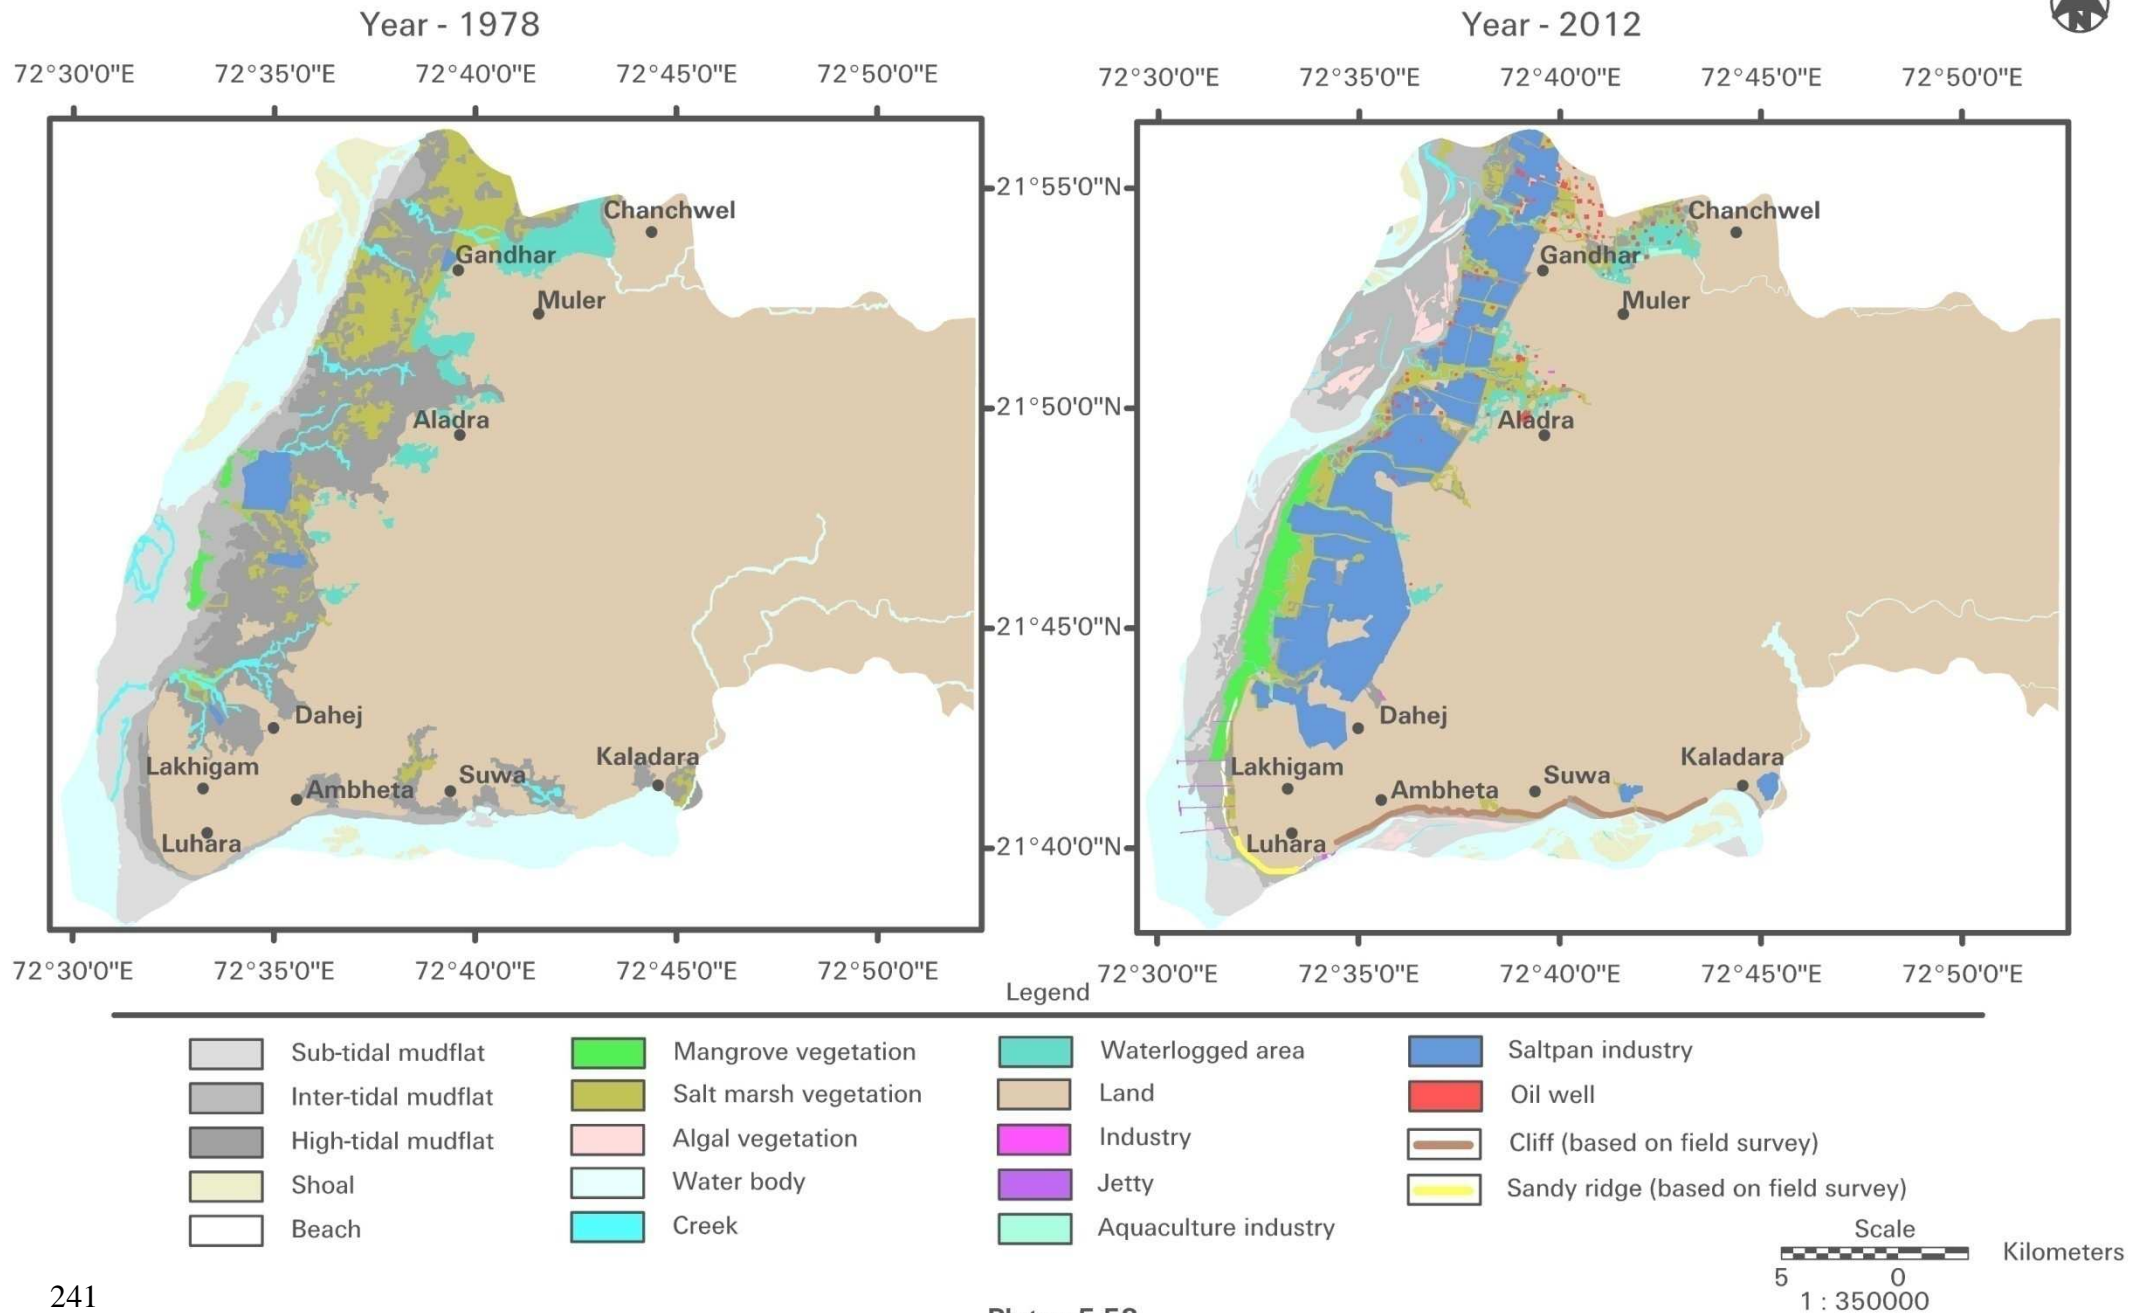 Year - 1978
Year - 2012
N
72°30'0"E 72°35'0"E 72°40'0"E 72°45'0"E 72°50'0"E
72°30'0"E 72°35'0"E 72°40'0"E 72°45'0"E 72°50'0"E
21°55'0"N
21°50'0"N
21°45'0"N
21°40'0"N
Chanchwel
Gandhar
Muler
Aladra
Dahej
Lakhigam
Ambheta
Suwa
Kaladara
Luhara
Chanchwel
Gandhar
Muler
Aladra
Dahej
Lakhigam
Ambheta
Suwa
Kaladara
Luhara
72°30'0"E 72°35'0"E 72°40'0"E 72°45'0"E 72°50'0"E
72°30'0"E 72°35'0"E 72°40'0"E 72°45'0"E 72°50'0"E
Legend
Sub-tidal mudflat
Inter-tidal mudflat
High-tidal mudflat
Shoal
Beach
Mangrove vegetation
Salt marsh vegetation
Algal vegetation
Water body
Creek
Waterlogged area
Land
Industry
Jetty
Aquaculture industry
Saltpan industry
Oil well
Cliff (based on field survey)
Sandy ridge (based on field survey)
Scale
Kilometers
5 0
1 : 350000
241